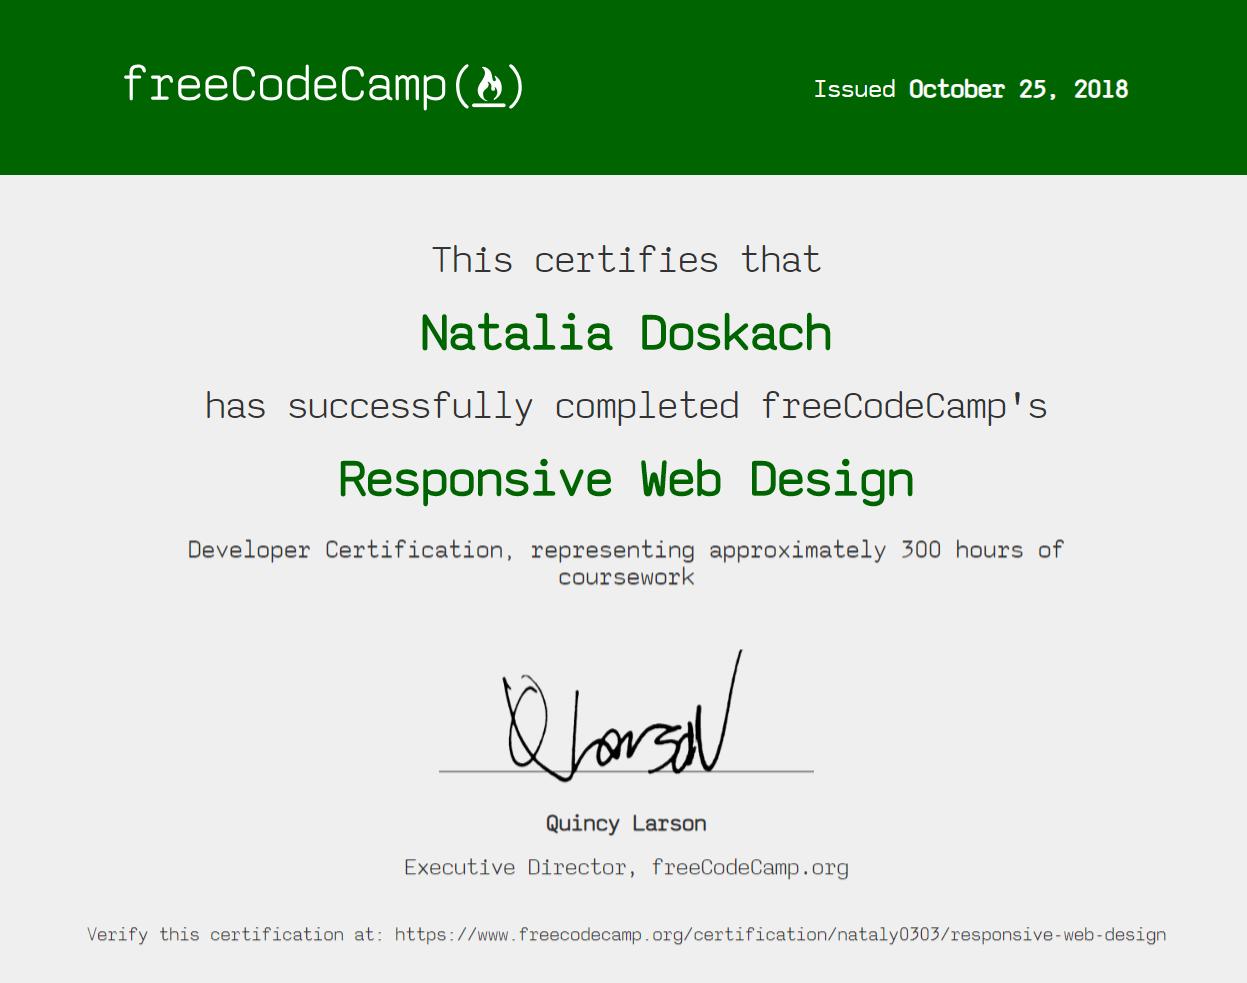 freeCodeCamp(🔥)
Issued October 25, 2018
This certifies that
Natalia Doskach
has successfully completed freeCodeCamp's
Responsive Web Design
Developer Certification, representing approximately 300 hours of
coursework
Q Larson
Quincy Larson
Executive Director, freeCodeCamp.org
Verify this certification at: https://www.freecodecamp.org/certification/nataly0303/responsive-web-design